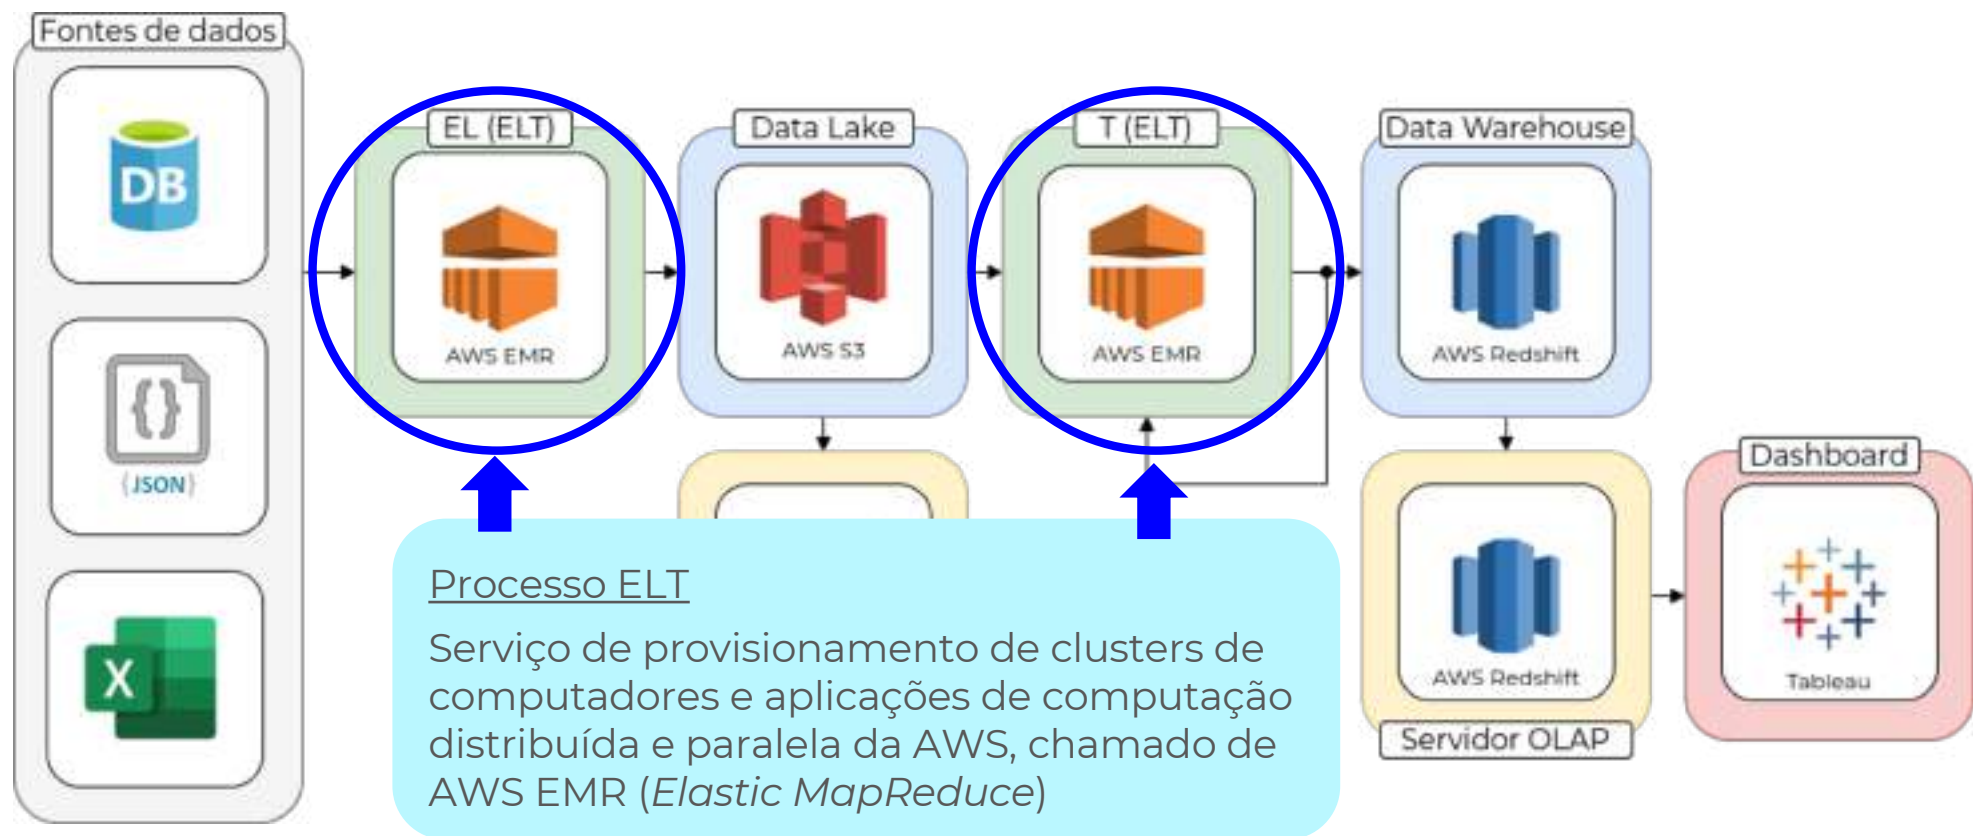 Fontes de dados
DB
{}
{JSON}
X
EL (ELT)
AWS EMR
Data Lake
AWS S3
T (ELT)
AWS EMR
Data Warehouse
AWS Redshift
AWS Redshift
Servidor OLAP
Dashboard
Tableau
Processo ELT
Serviço de provisionamento de clusters de
computadores e aplicações de computação
distribuída e paralela da AWS, chamado de
AWS EMR (Elastic MapReduce)